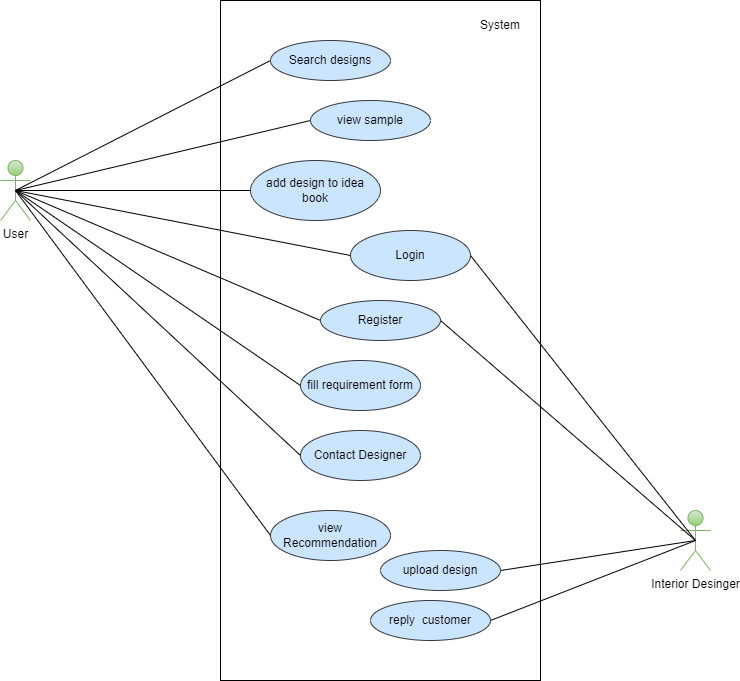 System
Search designs
view sample
add design to idea
book
User
Login
Register
fill requirement form
Contact Designer
view
Recommendation
upload design
Interior Desinger
reply  customer